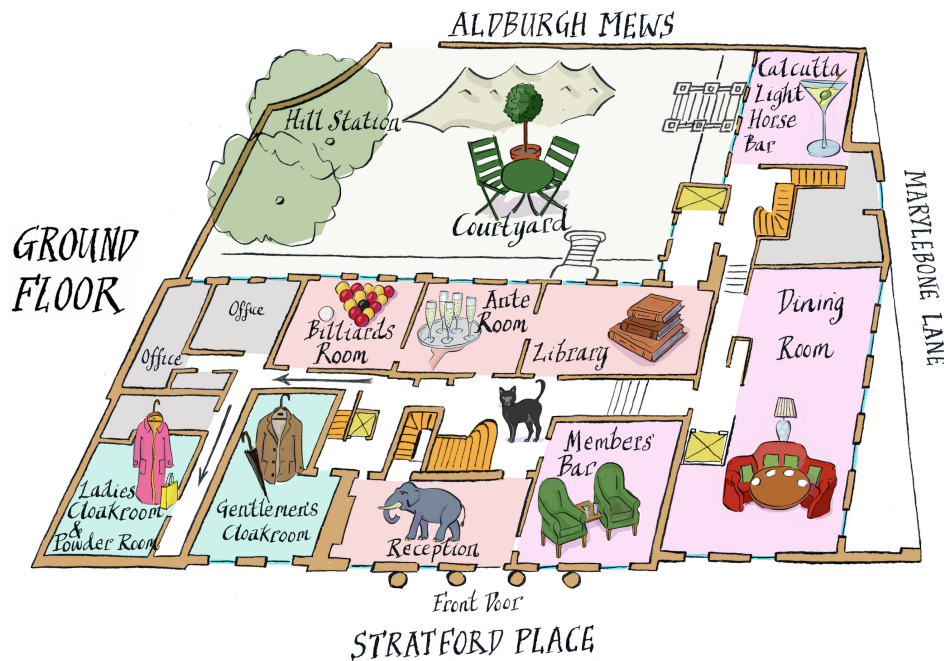 ALDBURGH MEWS
Calcutta
Light
Horse
Bar
Hill Station
Courtyard
MARYLEBONE LANE
GROUND
FLOOR
Office
Office
Billiards
Room
Ante
Room
Library
Dining
Room
Members'
Bar
Ladies
Cloakroom
&
Powder Room
Gentlemen's
Cloakroom
Reception
Front Door
STRATFORD PLACE